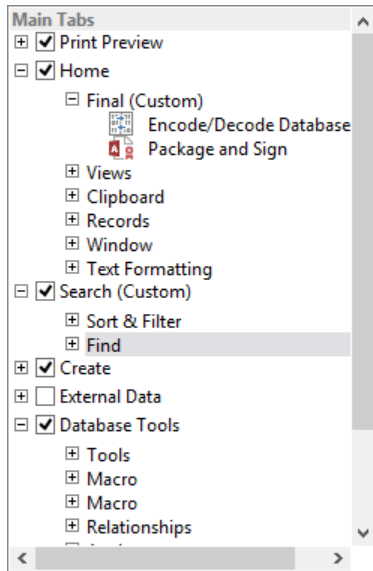 Main Tabs
Print Preview
Home
Final (Custom)
Encode/Decode Database
Package and Sign
Views
Clipboard
Records
Window
Text Formatting
Search (Custom)
Sort & Filter
Find
Create
External Data
Database Tools
Tools
Macro
Macro
Relationships